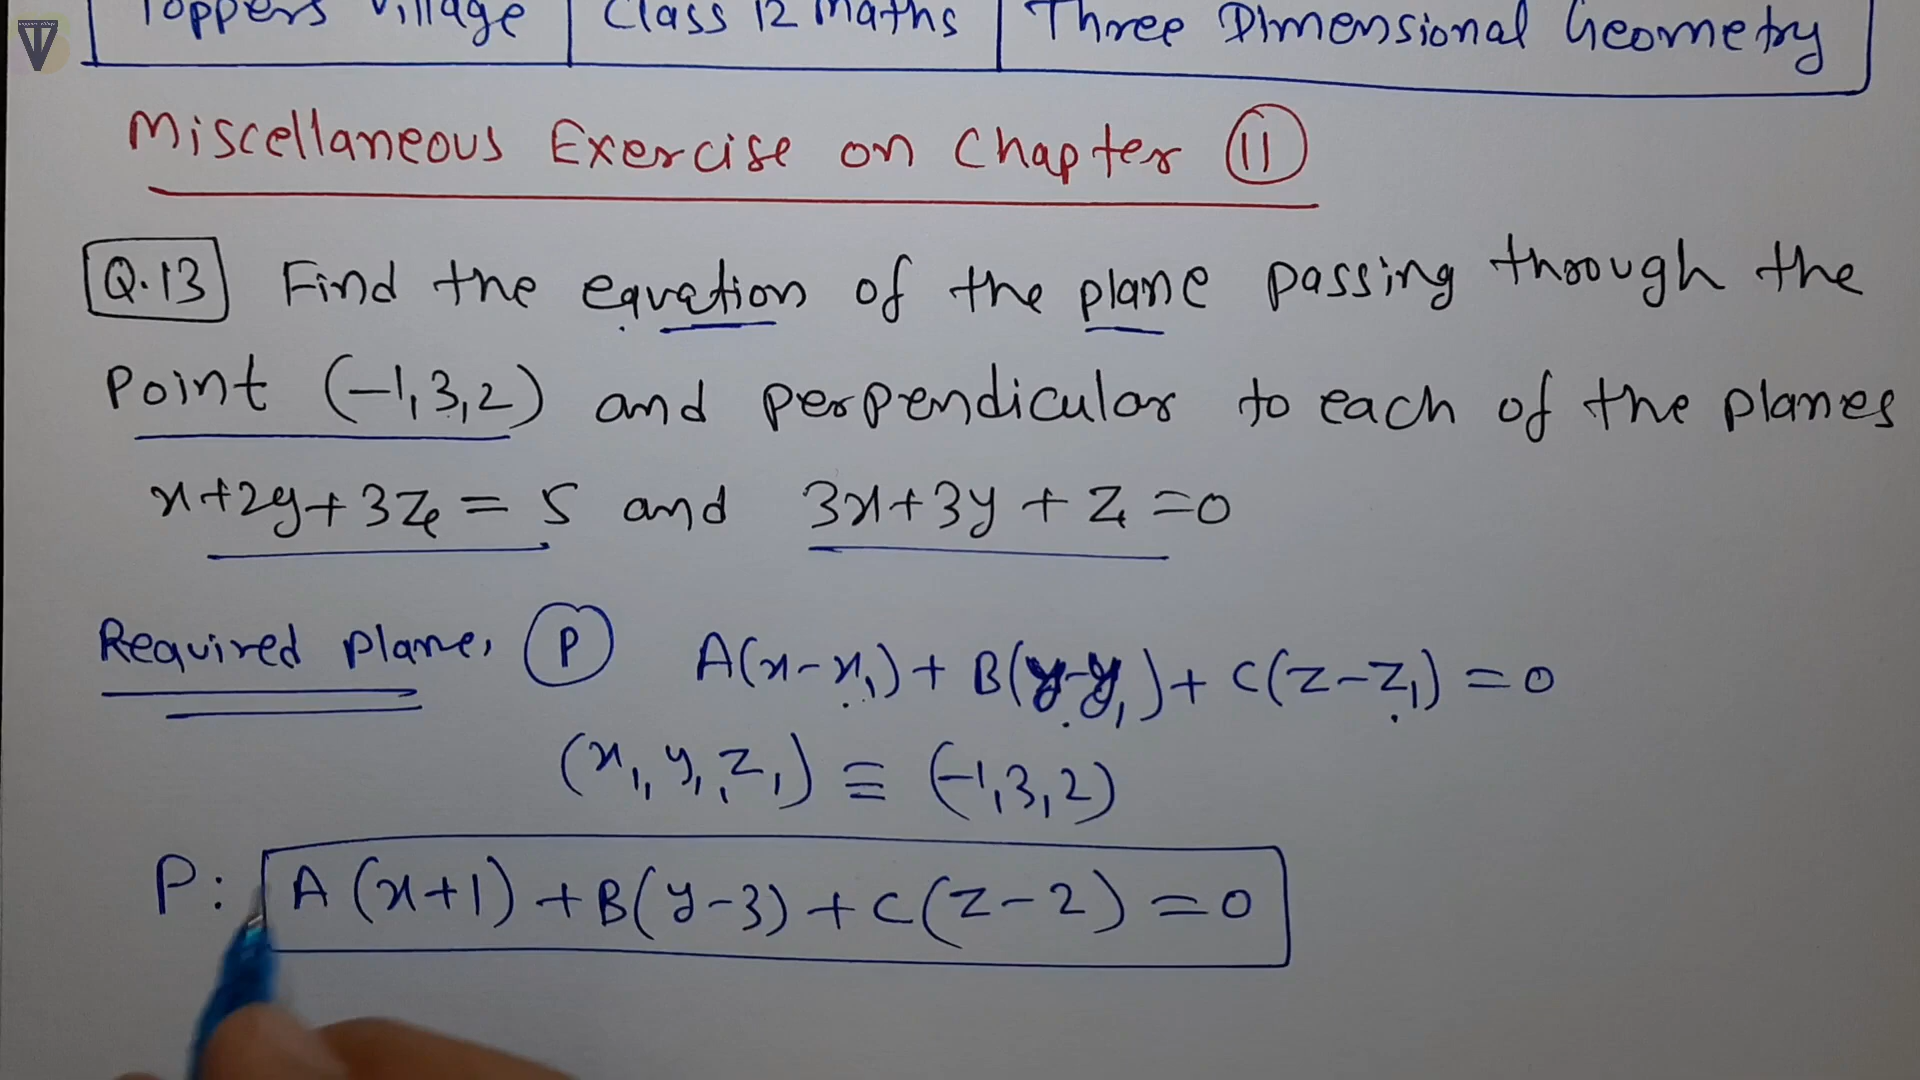 Toppers Village | Class 12 Maths | Three Dimensional Geometry
Miscellaneous Exercise on Chapter 11
Q.13 Find the equation of the plane passing through the
point (-1,3,2) and perpendicular to each of the planes
x+2y+3z=5 and 3x+3y+z=0
Required plane, P A(x-x₁)+B(y-y₁)+C(z-z₁)=0
(x₁,y₁,z₁) ≡ (-1,3,2)
P: A(x+1)+B(y-3)+C(z-2)=0